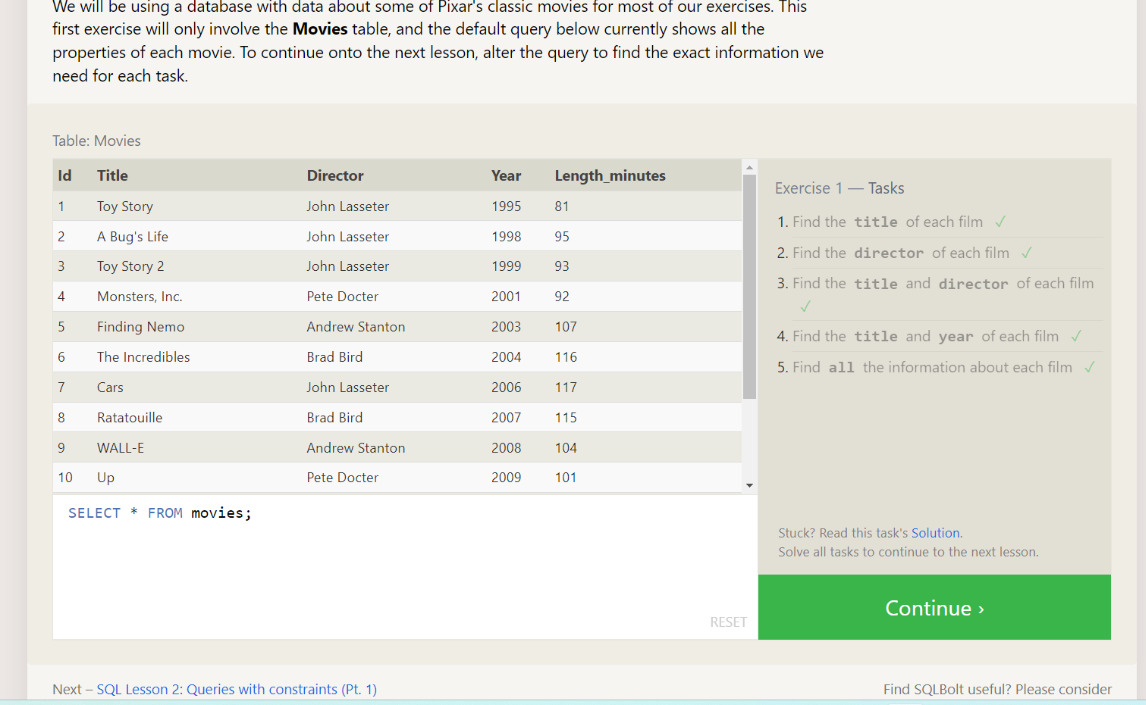 We will be using a database with data about some of Pixar's classic movies for most of our exercises. This
first exercise will only involve the Movies table, and the default query below currently shows all the
properties of each movie. To continue onto the next lesson, alter the query to find the exact information we
need for each task.
Table: Movies
Id Title Director Year Length_minutes
1 Toy Story John Lasseter 1995 81
2 A Bug's Life John Lasseter 1998 95
3 Toy Story 2 John Lasseter 1999 93
4 Monsters, Inc. Pete Docter 2001 92
5 Finding Nemo Andrew Stanton 2003 107
6 The Incredibles Brad Bird 2004 116
7 Cars John Lasseter 2006 117
8 Ratatouille Brad Bird 2007 115
9 WALL-E Andrew Stanton 2008 104
10 Up Pete Docter 2009 101
SELECT * FROM movies;
RESET
Exercise 1 — Tasks
1. Find the title of each film ✓
2. Find the director of each film ✓
3. Find the title and director of each film
✓
4. Find the title and year of each film ✓
5. Find all the information about each film ✓
Stuck? Read this task's Solution.
Solve all tasks to continue to the next lesson.
Continue ›
Next – SQL Lesson 2: Queries with constraints (Pt. 1)
Find SQLBolt useful? Please consider